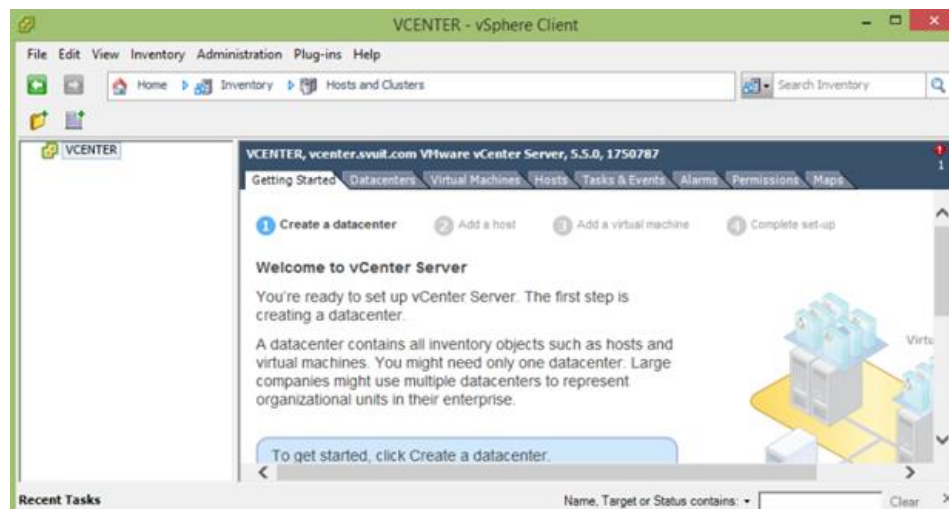 VCENTER - vSphere Client
File Edit View Inventory Administration Plug-ins Help
Home Inventory Hosts and Clusters Search Inventory
VCENTER
VCENTER, vcenter.svuit.com VMware vCenter Server, 5.5.0, 1750787
1
Getting Started Datacenters Virtual Machines Hosts Tasks & Events Alarms Permissions Maps
1 Create a datacenter 2 Add a host 3 Add a virtual machine 4 Complete set-up
Welcome to vCenter Server
You're ready to set up vCenter Server. The first step is
creating a datacenter.
A datacenter contains all inventory objects such as hosts and
virtual machines. You might need only one datacenter. Large
companies might use multiple datacenters to represent
organizational units in their enterprise.
Virtu
To get started, click Create a datacenter.
Recent Tasks Name, Target or Status contains: Clear